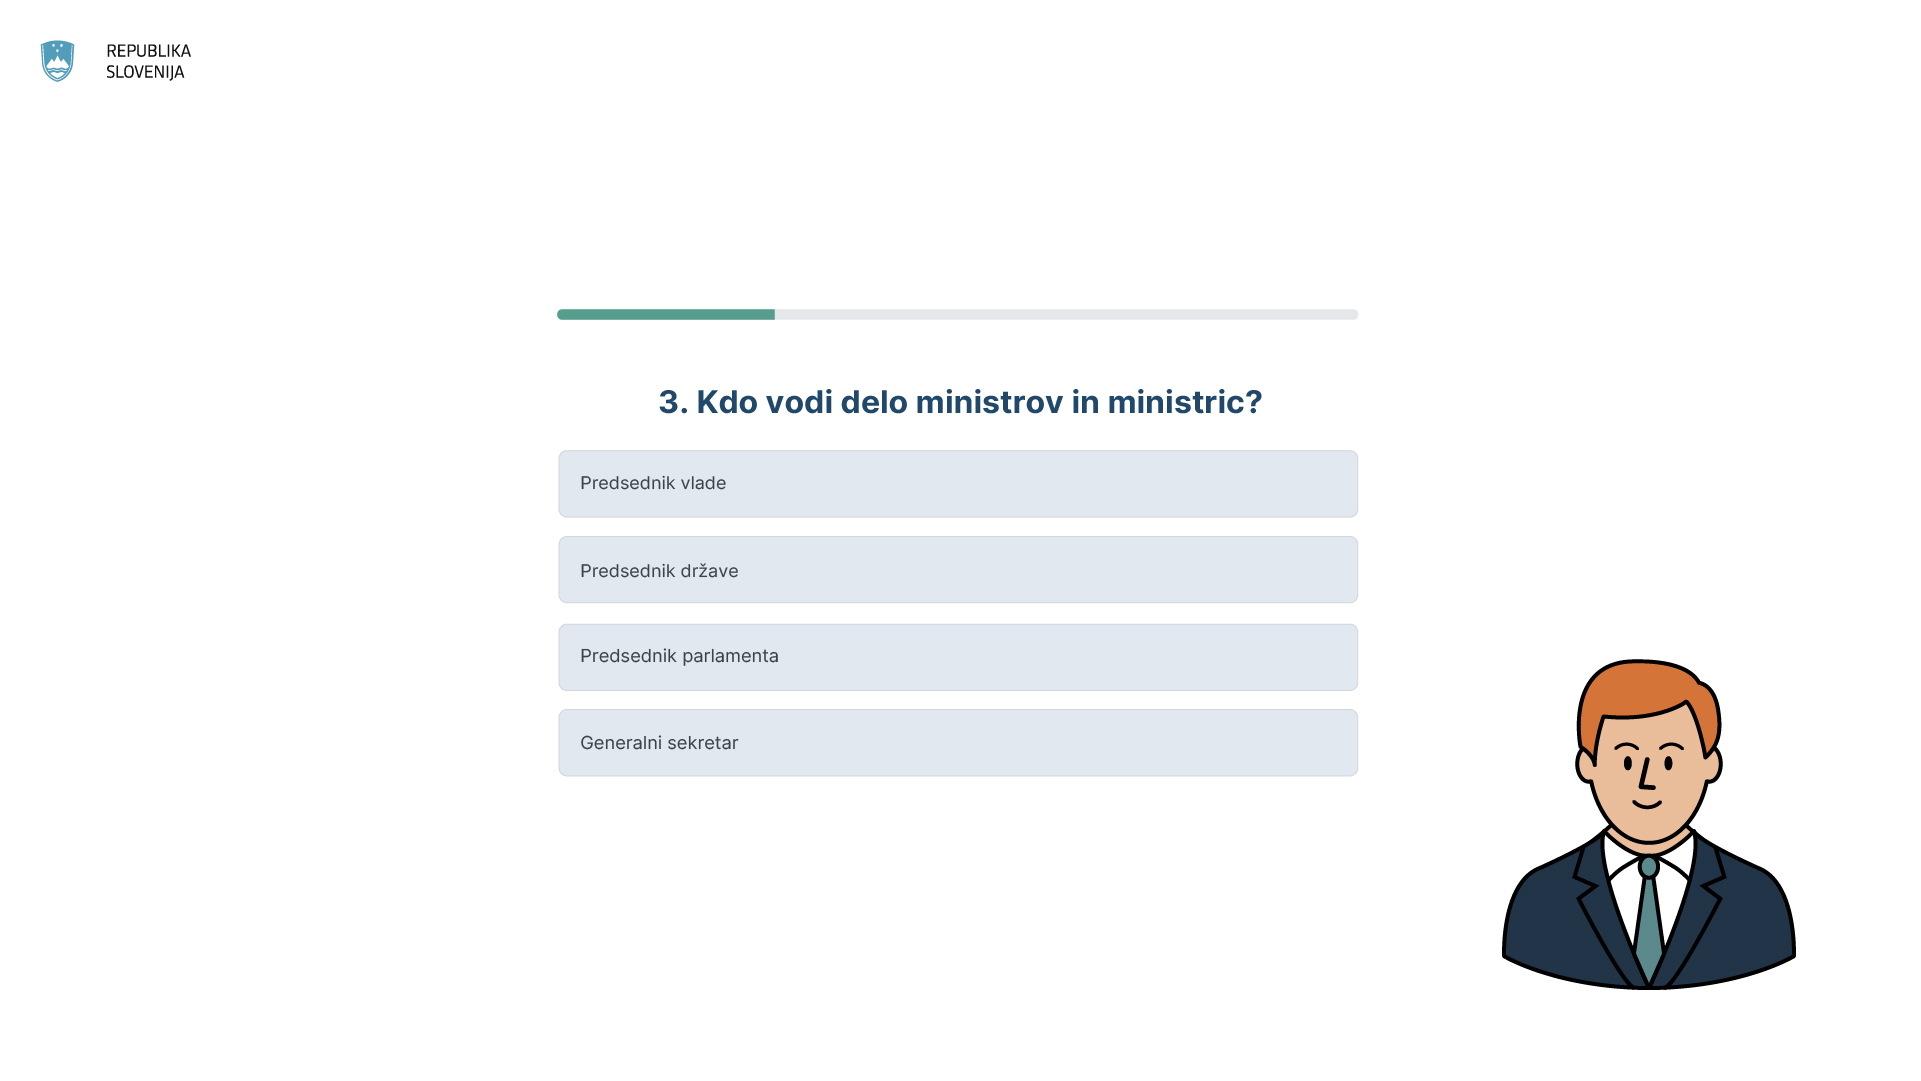 REPUBLIKA
SLOVENIJA
3. Kdo vodi delo ministrov in ministric?
Predsednik vlade
Predsednik države
Predsednik parlamenta
Generalni sekretar